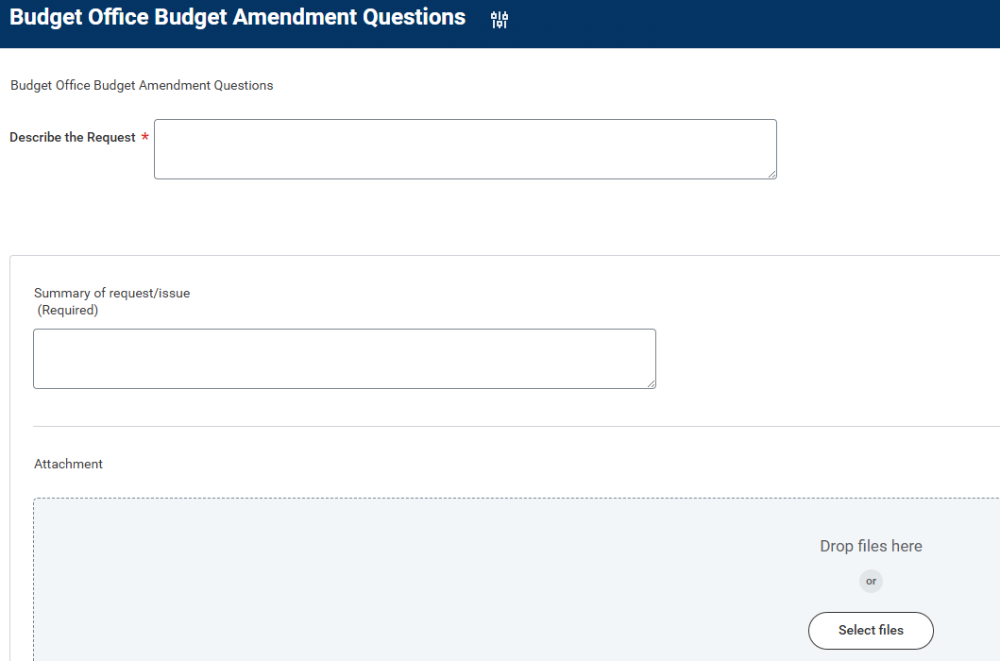 Budget Office Budget Amendment Questions
Budget Office Budget Amendment Questions
Describe the Request *
Summary of request/issue
(Required)
Attachment
Drop files here
or
Select files